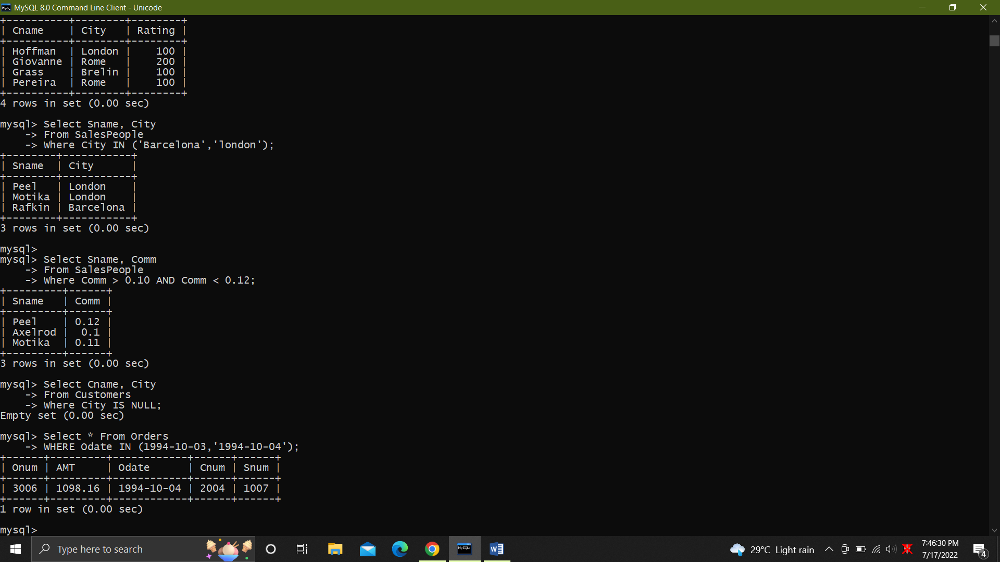 MySQL 8.0 Command Line Client - Unicode
+----------+--------+--------+
| Cname    | City   | Rating |
+----------+--------+--------+
| Hoffman  | London |    100 |
| Giovanne | Rome   |    200 |
| Grass    | Brelin |    100 |
| Pereira  | Rome   |    100 |
+----------+--------+--------+
4 rows in set (0.00 sec)
mysql> Select Sname, City
    -> From SalesPeople
    -> Where City IN ('Barcelona','london');
+--------+-----------+
| Sname  | City      |
+--------+-----------+
| Peel   | London    |
| Motika | London    |
| Rafkin | Barcelona |
+--------+-----------+
3 rows in set (0.00 sec)
mysql>
mysql> Select Sname, Comm
    -> From SalesPeople
    -> Where Comm > 0.10 AND Comm < 0.12;
+---------+------+
| Sname   | Comm |
+---------+------+
| Peel    | 0.12 |
| Axelrod |  0.1 |
| Motika  | 0.11 |
+---------+------+
3 rows in set (0.00 sec)
mysql> Select Cname, City
    -> From Customers
    -> Where City IS NULL;
Empty set (0.00 sec)
mysql> Select * From Orders
    -> WHERE Odate IN (1994-10-03,'1994-10-04');
+------+---------+------------+------+------+
| Onum | AMT     | Odate      | Cnum | Snum |
+------+---------+------------+------+------+
| 3006 | 1098.16 | 1994-10-04 | 2004 | 1007 |
+------+---------+------------+------+------+
1 row in set (0.00 sec)
mysql>
Type here to search
29°C Light rain
7:46:30 PM
7/17/2022
4